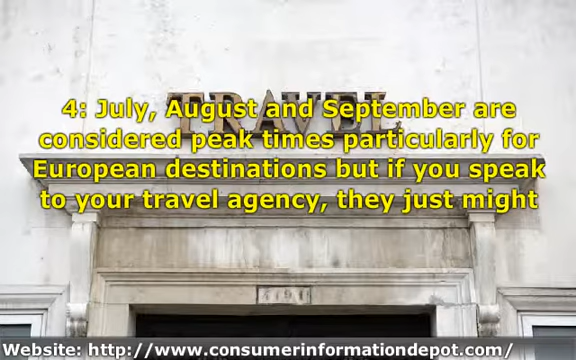 TRAVEL
4: July, August and September are
considered peak times particularly for
European destinations but if you speak
to your travel agency, they just might
Website: http://www.consumerinformationdepot.com/